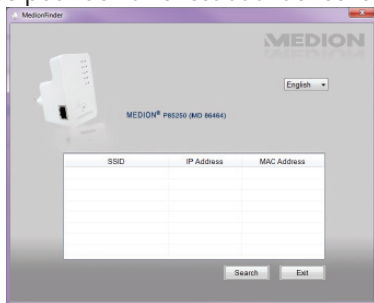 MedionFinder
MEDION
English
MEDION® P85250 (MD 86464)
SSID IP Address MAC Address
Search Exit